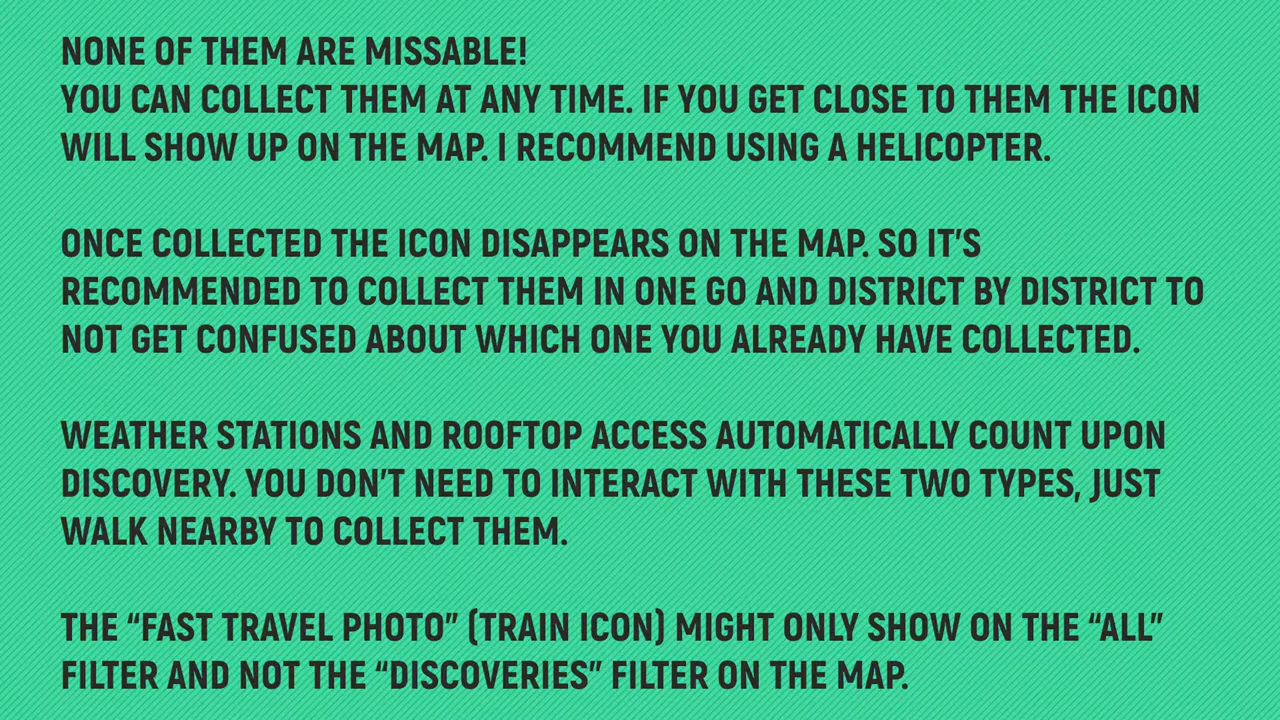 NONE OF THEM ARE MISSABLE!
YOU CAN COLLECT THEM AT ANY TIME. IF YOU GET CLOSE TO THEM THE ICON
WILL SHOW UP ON THE MAP. I RECOMMEND USING A HELICOPTER.
ONCE COLLECTED THE ICON DISAPPEARS ON THE MAP. SO IT’S
RECOMMENDED TO COLLECT THEM IN ONE GO AND DISTRICT BY DISTRICT TO
NOT GET CONFUSED ABOUT WHICH ONE YOU ALREADY HAVE COLLECTED.
WEATHER STATIONS AND ROOFTOP ACCESS AUTOMATICALLY COUNT UPON
DISCOVERY. YOU DON’T NEED TO INTERACT WITH THESE TWO TYPES, JUST
WALK NEARBY TO COLLECT THEM.
THE “FAST TRAVEL PHOTO” (TRAIN ICON) MIGHT ONLY SHOW ON THE “ALL”
FILTER AND NOT THE “DISCOVERIES” FILTER ON THE MAP.